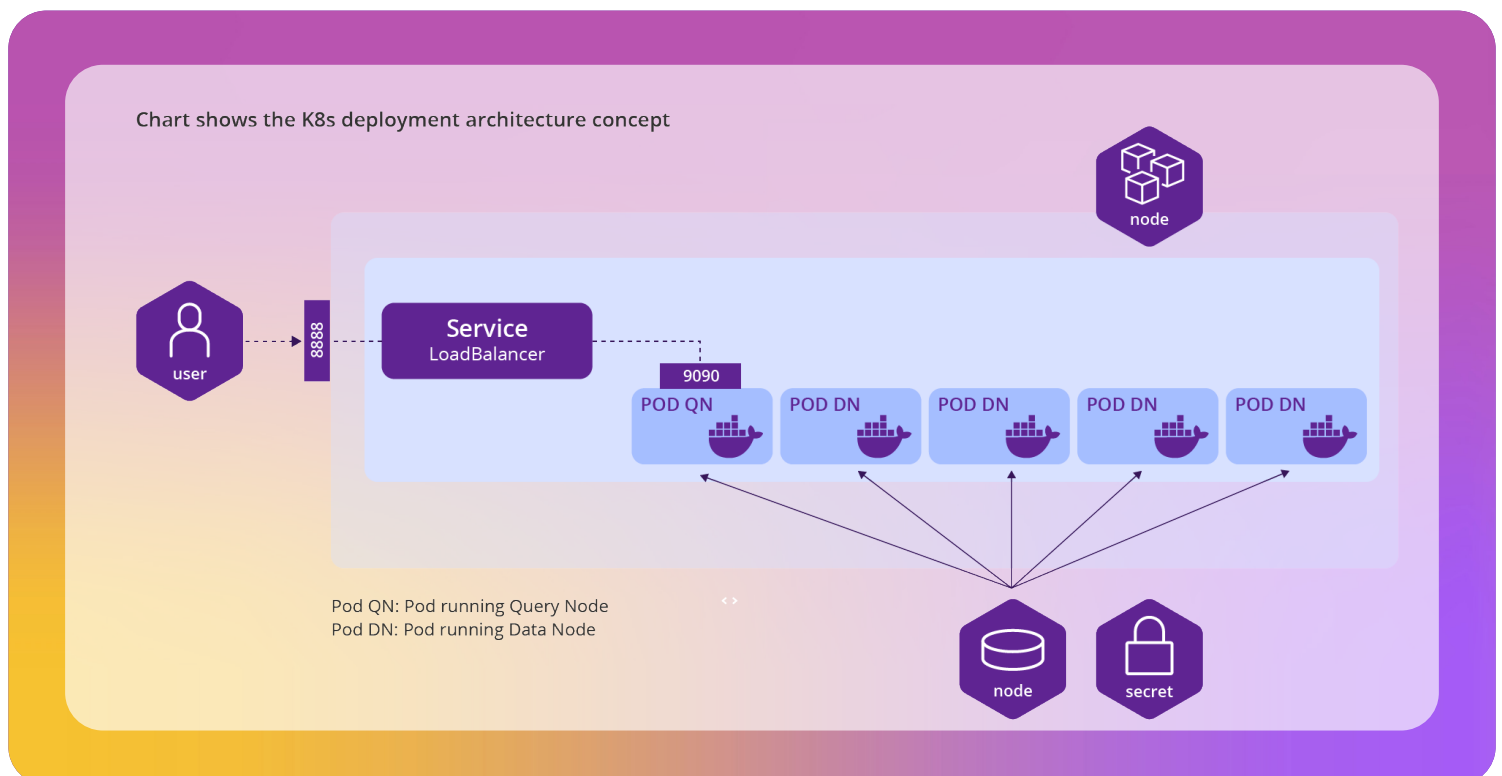 Chart shows the K8s deployment architecture concept
node
user
8888
Service
LoadBalancer
9090
POD QN
POD DN
POD DN
POD DN
POD DN
Pod QN: Pod running Query Node
Pod DN: Pod running Data Node
<>
node
secret